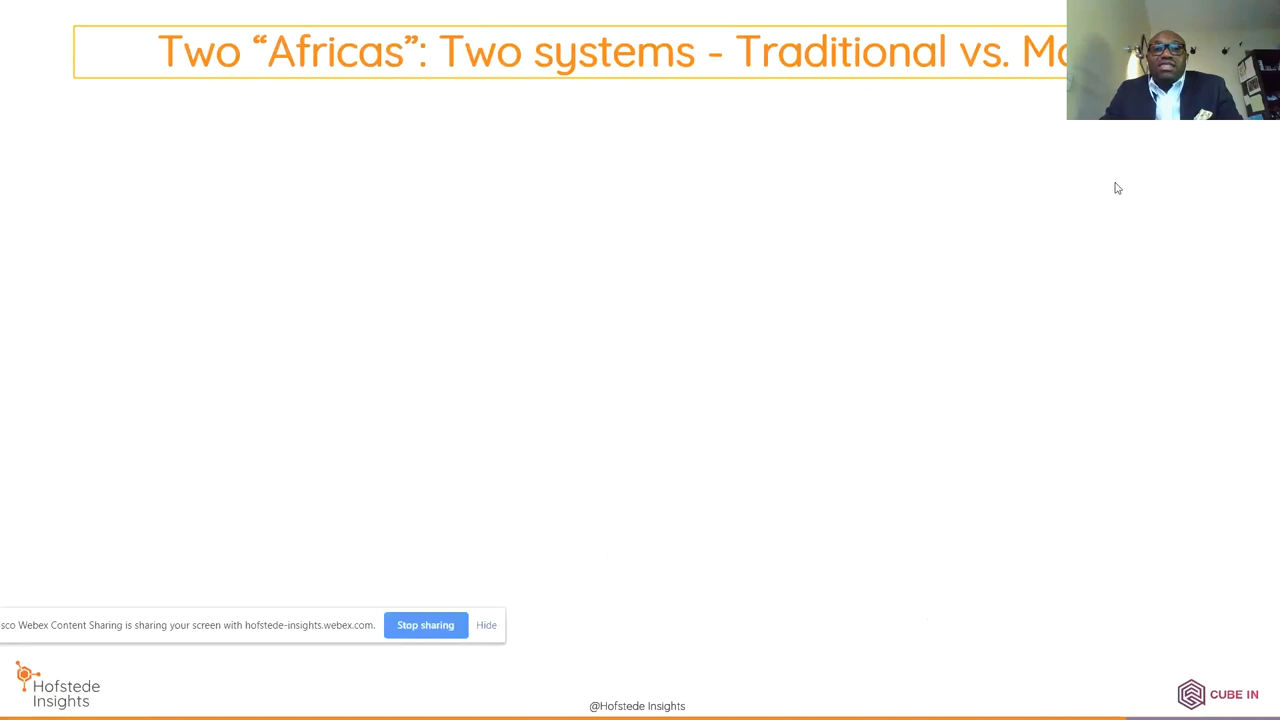 Two “Africas”: Two systems - Traditional vs. Mo
sco Webex Content Sharing is sharing your screen with hofstede-insights.webex.com. Stop sharing Hide
Hofstede
Insights
@Hofstede Insights
CUBE IN